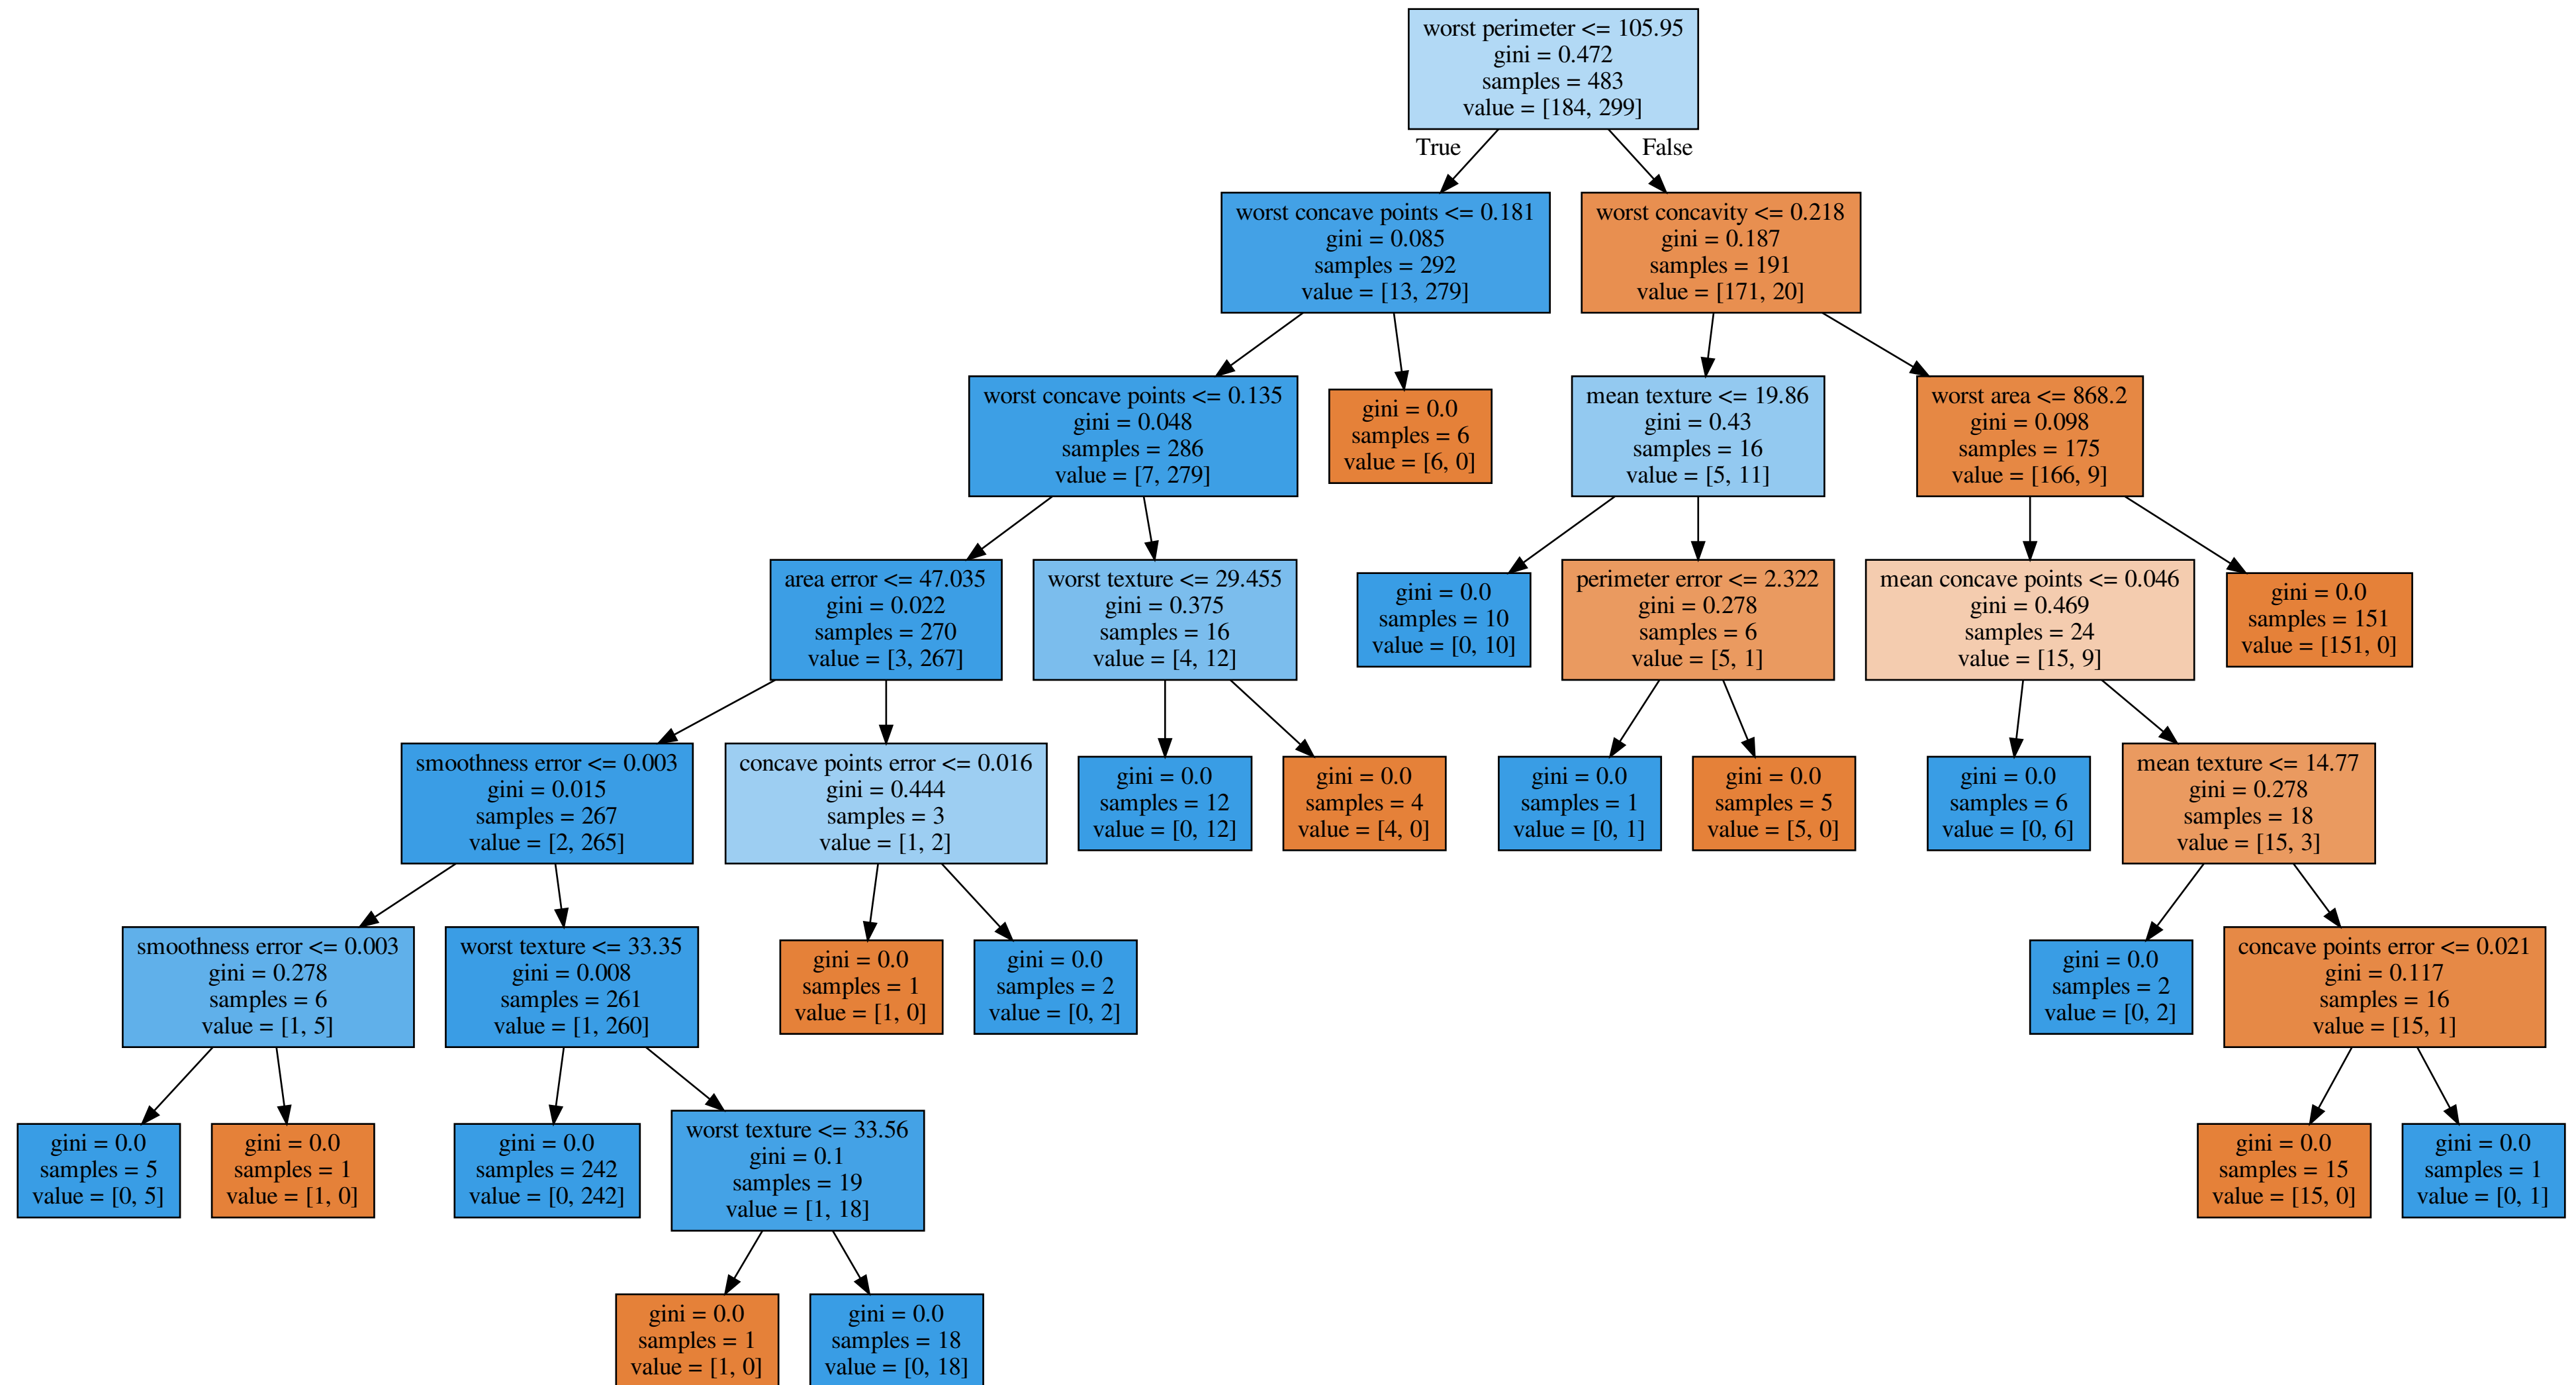 worst perimeter <= 105.95
gini = 0.472
samples = 483
value = [184, 299]
True
False
worst concave points <= 0.181
gini = 0.085
samples = 292
value = [13, 279]
worst concavity <= 0.218
gini = 0.187
samples = 191
value = [171, 20]
worst concave points <= 0.135
gini = 0.048
samples = 286
value = [7, 279]
gini = 0.0
samples = 6
value = [6, 0]
mean texture <= 19.86
gini = 0.43
samples = 16
value = [5, 11]
worst area <= 868.2
gini = 0.098
samples = 175
value = [166, 9]
area error <= 47.035
gini = 0.022
samples = 270
value = [3, 267]
worst texture <= 29.455
gini = 0.375
samples = 16
value = [4, 12]
gini = 0.0
samples = 10
value = [0, 10]
perimeter error <= 2.322
gini = 0.278
samples = 6
value = [5, 1]
mean concave points <= 0.046
gini = 0.469
samples = 24
value = [15, 9]
gini = 0.0
samples = 151
value = [151, 0]
smoothness error <= 0.003
gini = 0.015
samples = 267
value = [2, 265]
concave points error <= 0.016
gini = 0.444
samples = 3
value = [1, 2]
gini = 0.0
samples = 12
value = [0, 12]
gini = 0.0
samples = 4
value = [4, 0]
gini = 0.0
samples = 1
value = [0, 1]
gini = 0.0
samples = 5
value = [5, 0]
gini = 0.0
samples = 6
value = [0, 6]
mean texture <= 14.77
gini = 0.278
samples = 18
value = [15, 3]
smoothness error <= 0.003
gini = 0.278
samples = 6
value = [1, 5]
worst texture <= 33.35
gini = 0.008
samples = 261
value = [1, 260]
gini = 0.0
samples = 1
value = [1, 0]
gini = 0.0
samples = 2
value = [0, 2]
gini = 0.0
samples = 2
value = [0, 2]
concave points error <= 0.021
gini = 0.117
samples = 16
value = [15, 1]
gini = 0.0
samples = 5
value = [0, 5]
gini = 0.0
samples = 1
value = [1, 0]
gini = 0.0
samples = 242
value = [0, 242]
worst texture <= 33.56
gini = 0.1
samples = 19
value = [1, 18]
gini = 0.0
samples = 15
value = [15, 0]
gini = 0.0
samples = 1
value = [0, 1]
gini = 0.0
samples = 1
value = [1, 0]
gini = 0.0
samples = 18
value = [0, 18]